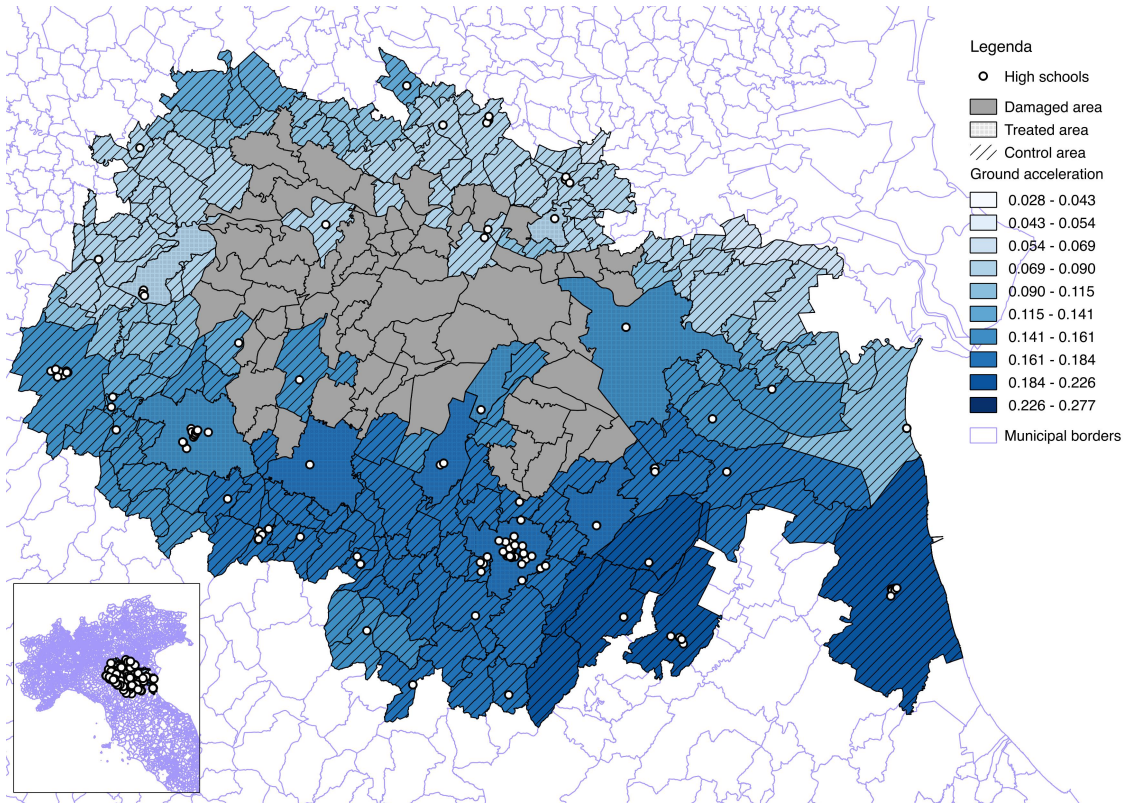 Legenda
High schools
Damaged area
Treated area
Control area
Ground acceleration
0.028 - 0.043
0.043 - 0.054
0.054 - 0.069
0.069 - 0.090
0.090 - 0.115
0.115 - 0.141
0.141 - 0.161
0.161 - 0.184
0.184 - 0.226
0.226 - 0.277
Municipal borders